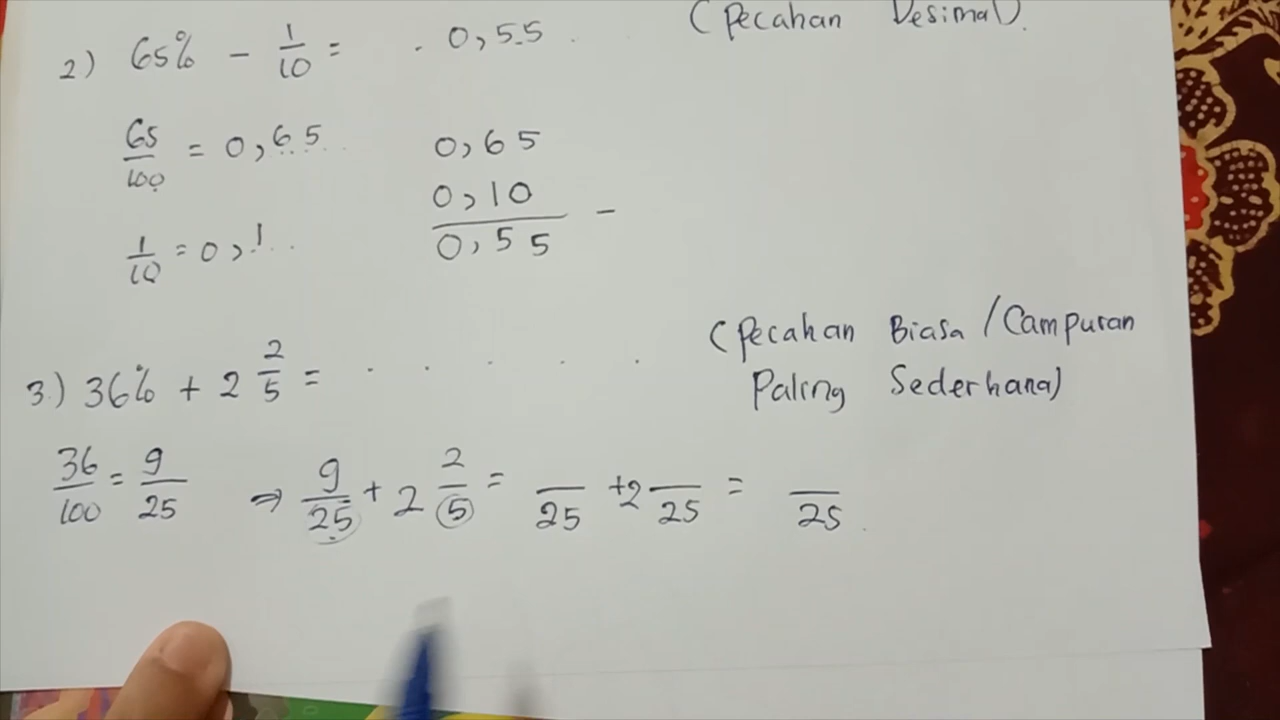 (Pecahan Desimal).
2) 65% - 1/10 = . 0,55 .
65/100 = 0,65
1/10 = 0,1
0,65
0,10
-
0,55
(Pecahan Biasa / Campuran
Paling Sederhana)
3.) 36% + 2 2/5 = . . . . .
36/100 = 9/25 ⇒ 9/25 + 2 2/5 = /25 + 2 /25 = /25